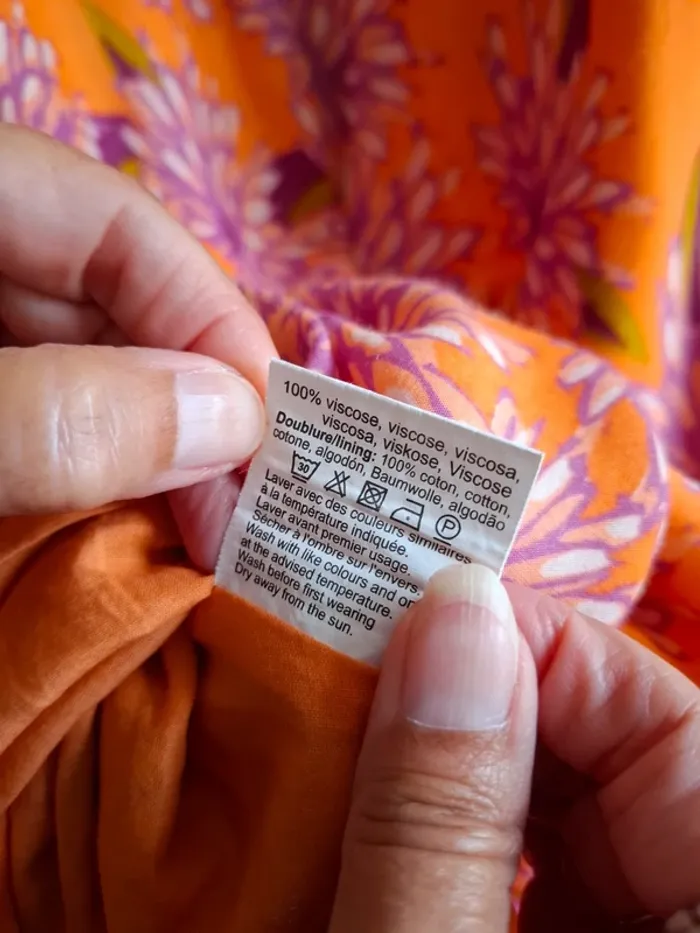 100% viscose, viscose, viscosa,
viscosa, viskose, Viscose
Doublure/lining: 100% coton, cotton,
cotone, algodón, Baumwolle, algodão
30 P
Laver avec des couleurs similaires
à la température indiquée.
Laver avant premier usage.
Sécher à l'ombre sur l'envers.
Wash with like colours and
at the advised temperature.
Wash before first wearing
Dry away from the sun.